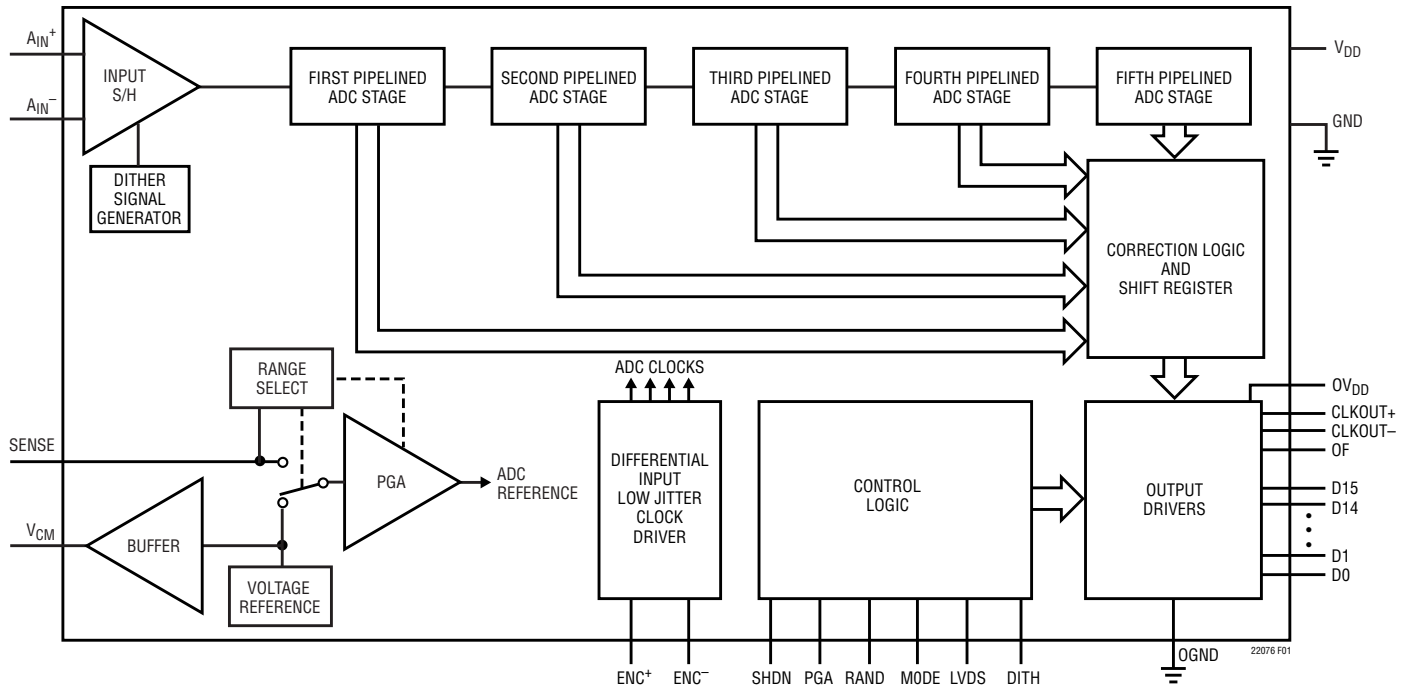 AIN+
AIN−
INPUT
S/H
DITHER
SIGNAL
GENERATOR
FIRST PIPELINED
ADC STAGE
SECOND PIPELINED
ADC STAGE
THIRD PIPELINED
ADC STAGE
FOURTH PIPELINED
ADC STAGE
FIFTH PIPELINED
ADC STAGE
VDD
GND
CORRECTION LOGIC
AND
SHIFT REGISTER
RANGE
SELECT
SENSE
PGA
ADC
REFERENCE
VCM
BUFFER
VOLTAGE
REFERENCE
ADC CLOCKS
DIFFERENTIAL
INPUT
LOW JITTER
CLOCK
DRIVER
CONTROL
LOGIC
OUTPUT
DRIVERS
OVDD
CLKOUT+
CLKOUT–
OF
D15
D14
D1
D0
ENC+
ENC−
SHDN
PGA
RAND
MODE
LVDS
DITH
OGND
22076 F01